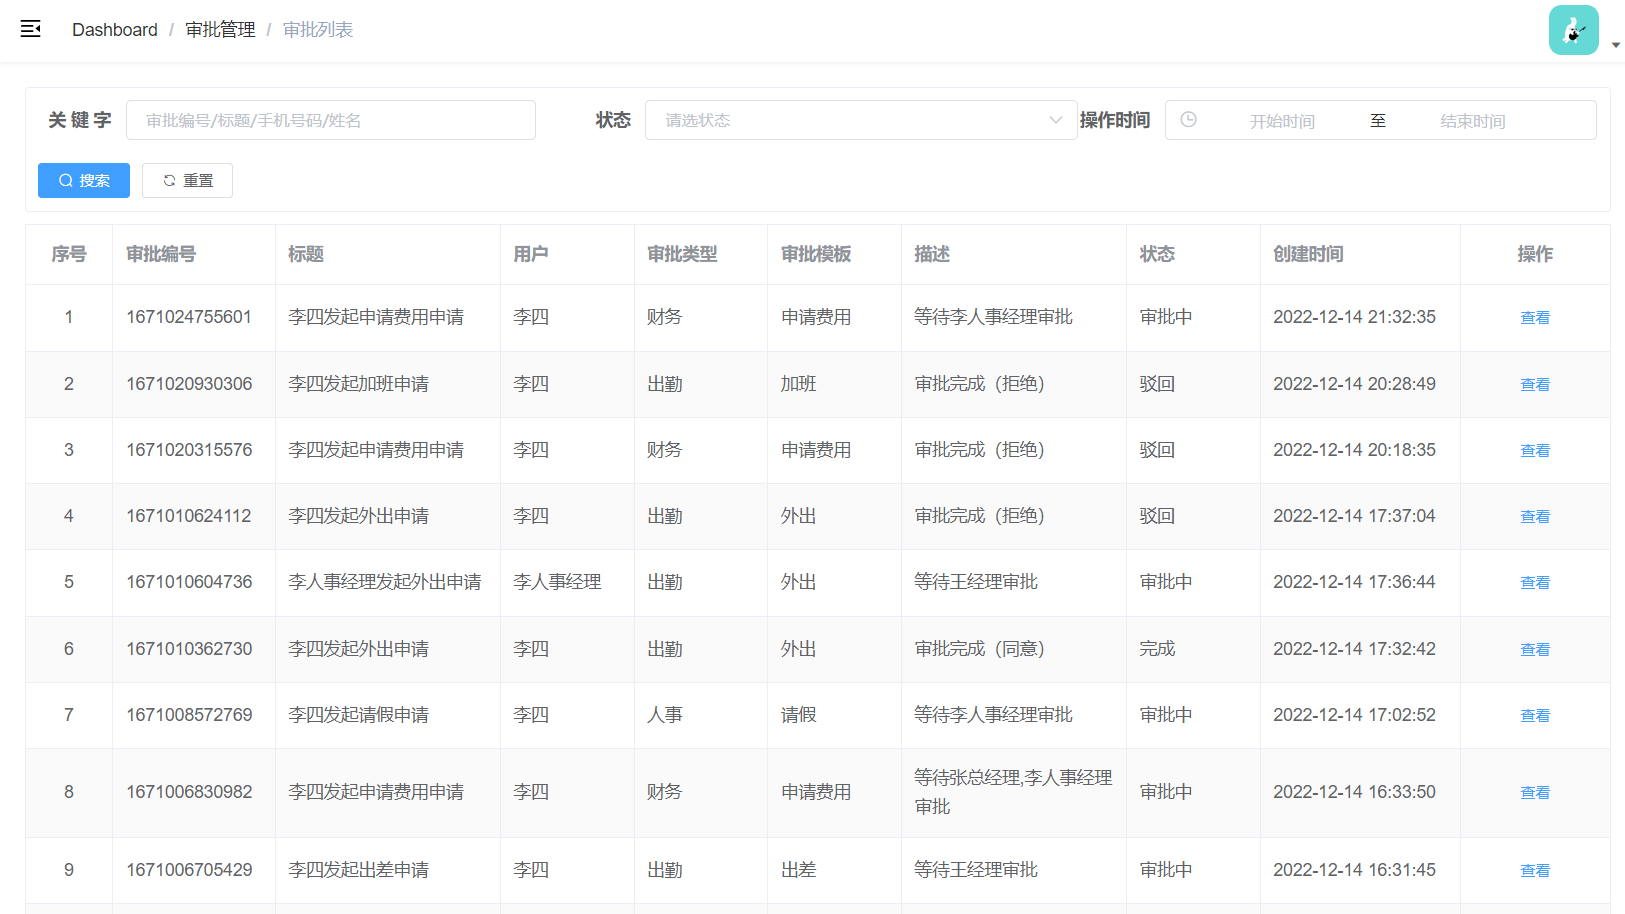 Dashboard / 审批管理 / 审批列表
关 键 字 审批编号/标题/手机号码/姓名 状态 请选状态 操作时间 开始时间 至 结束时间
搜索 重置
序号 审批编号 标题 用户 审批类型 审批模板 描述 状态 创建时间 操作
1 1671024755601 李四发起申请费用申请 李四 财务 申请费用 等待李人事经理审批 审批中 2022-12-14 21:32:35 查看
2 1671020930306 李四发起加班申请 李四 出勤 加班 审批完成（拒绝） 驳回 2022-12-14 20:28:49 查看
3 1671020315576 李四发起申请费用申请 李四 财务 申请费用 审批完成（拒绝） 驳回 2022-12-14 20:18:35 查看
4 1671010624112 李四发起外出申请 李四 出勤 外出 审批完成（拒绝） 驳回 2022-12-14 17:37:04 查看
5 1671010604736 李人事经理发起外出申请 李人事经理 出勤 外出 等待王经理审批 审批中 2022-12-14 17:36:44 查看
6 1671010362730 李四发起外出申请 李四 出勤 外出 审批完成（同意） 完成 2022-12-14 17:32:42 查看
7 1671008572769 李四发起请假申请 李四 人事 请假 等待李人事经理审批 审批中 2022-12-14 17:02:52 查看
8 1671006830982 李四发起申请费用申请 李四 财务 申请费用 等待张总经理,李人事经理 审批中 2022-12-14 16:33:50 查看
审批
9 1671006705429 李四发起出差申请 李四 出勤 出差 等待王经理审批 审批中 2022-12-14 16:31:45 查看